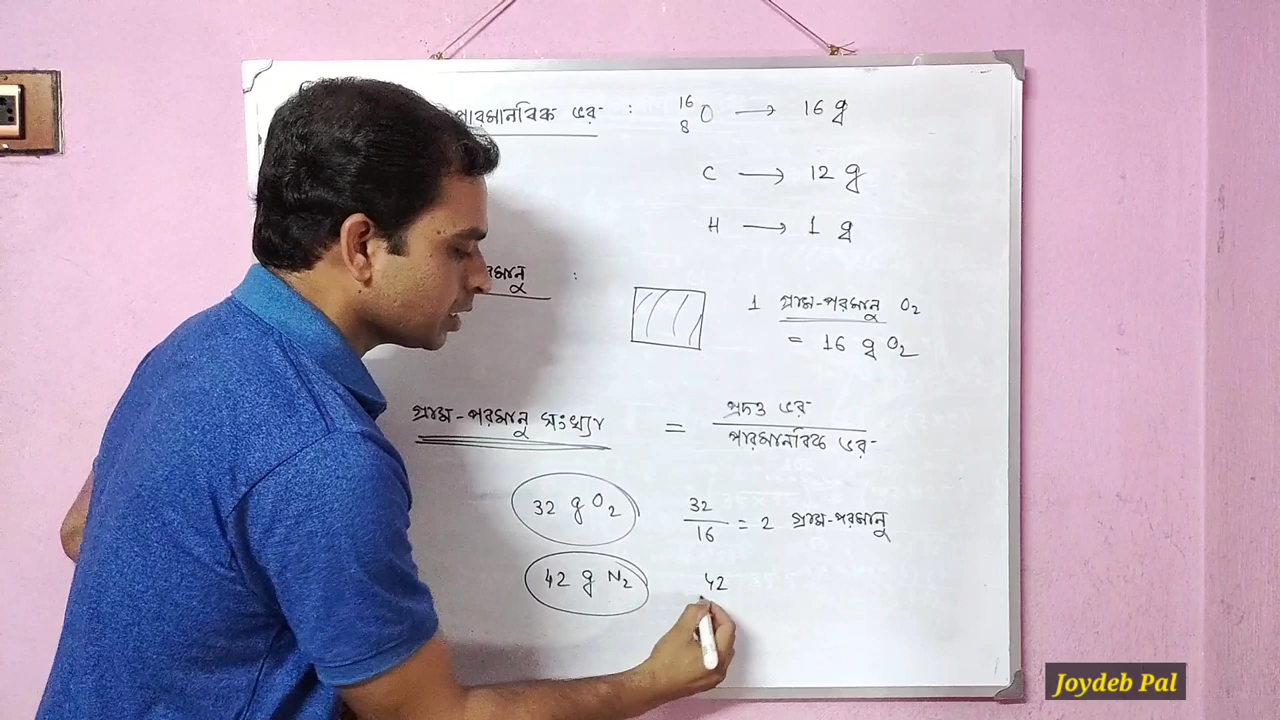 পারমানবিক ভর : ¹⁶₈O → 16 g
C → 12 g
H → 1 g
:
1 গ্রাম-পরমানু O₂
= 16 g O₂
গ্রাম-পরমানু সংখ্যা = প্রদত্ত ভর / পারমানবিক ভর
32 g O₂ 32/16 = 2 গ্রাম-পরমানু
42 g N₂ 42
Joydeb Pal